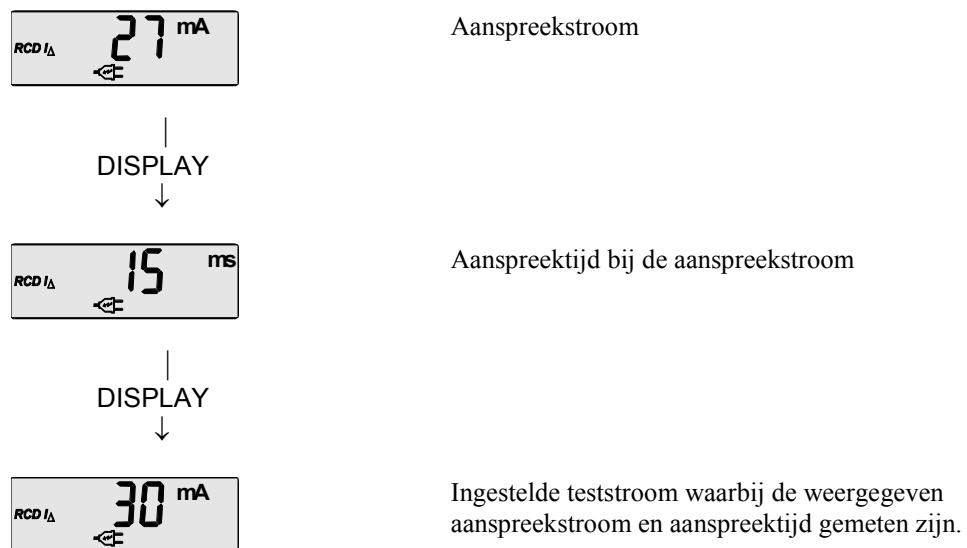 RCD IΔ 27 mA
Aanspreekstroom
DISPLAY
↓
RCD IΔ 15 ms
Aanspreektijd bij de aanspreekstroom
DISPLAY
↓
RCD IΔ 30 mA
Ingestelde teststroom waarbij de weergegeven
aanspreekstroom en aanspreektijd gemeten zijn.